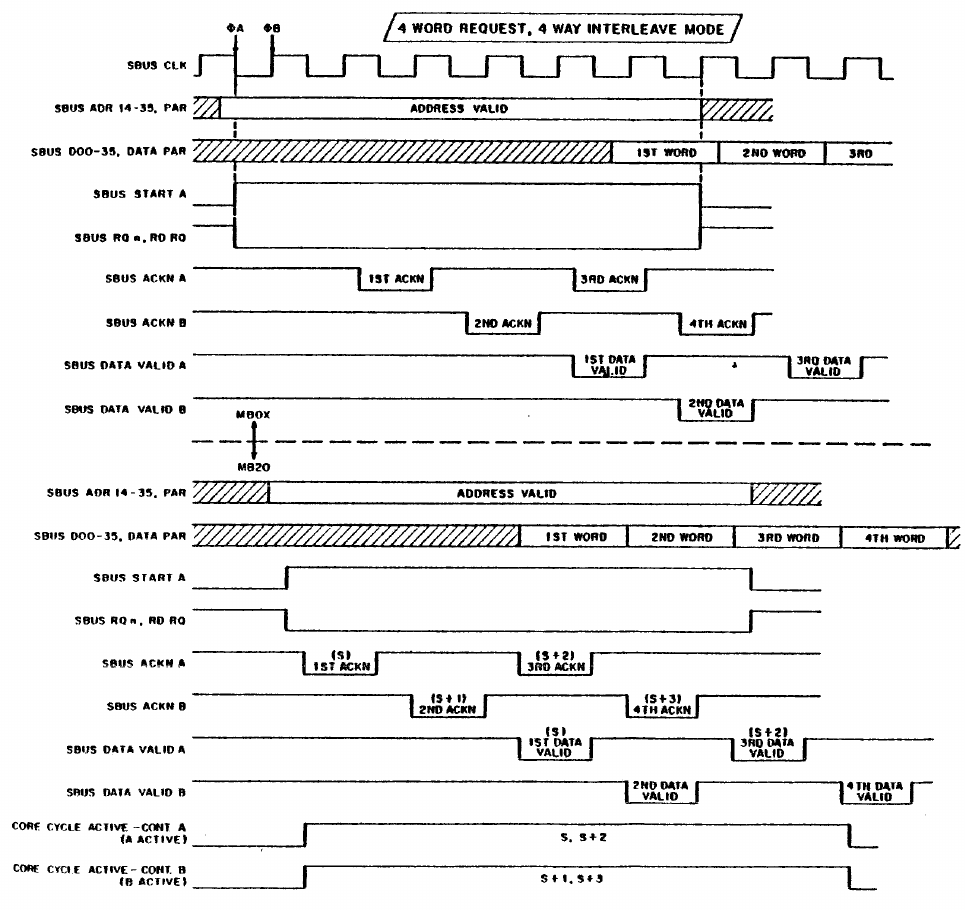 ΦA ΦB
4 WORD REQUEST, 4 WAY INTERLEAVE MODE
SBUS CLK
SBUS ADR 14-35, PAR ADDRESS VALID
SBUS D00-35, DATA PAR 1ST WORD 2ND WORD 3RD
SBUS START A
SBUS RQ n, RD RQ
SBUS ACKN A 1ST ACKN 3RD ACKN
SBUS ACKN B 2ND ACKN 4TH ACKN
SBUS DATA VALID A 1ST DATA VALID 3RD DATA VALID
SBUS DATA VALID B 2ND DATA VALID
MBOX
MB20
SBUS ADR 14-35, PAR ADDRESS VALID
SBUS D00-35, DATA PAR 1ST WORD 2ND WORD 3RD WORD 4TH WORD
SBUS START A
SBUS RQ n, RD RQ
(S) (S+2)
SBUS ACKN A 1ST ACKN 3RD ACKN
(S+1) (S+3)
SBUS ACKN B 2ND ACKN 4TH ACKN
(S) (S+2)
SBUS DATA VALID A 1ST DATA VALID 3RD DATA VALID
SBUS DATA VALID B 2ND DATA VALID 4TH DATA VALID
CORE CYCLE ACTIVE-CONT. A
(A ACTIVE) S, S+2
CORE CYCLE ACTIVE-CONT. B
(B ACTIVE) S+1, S+3